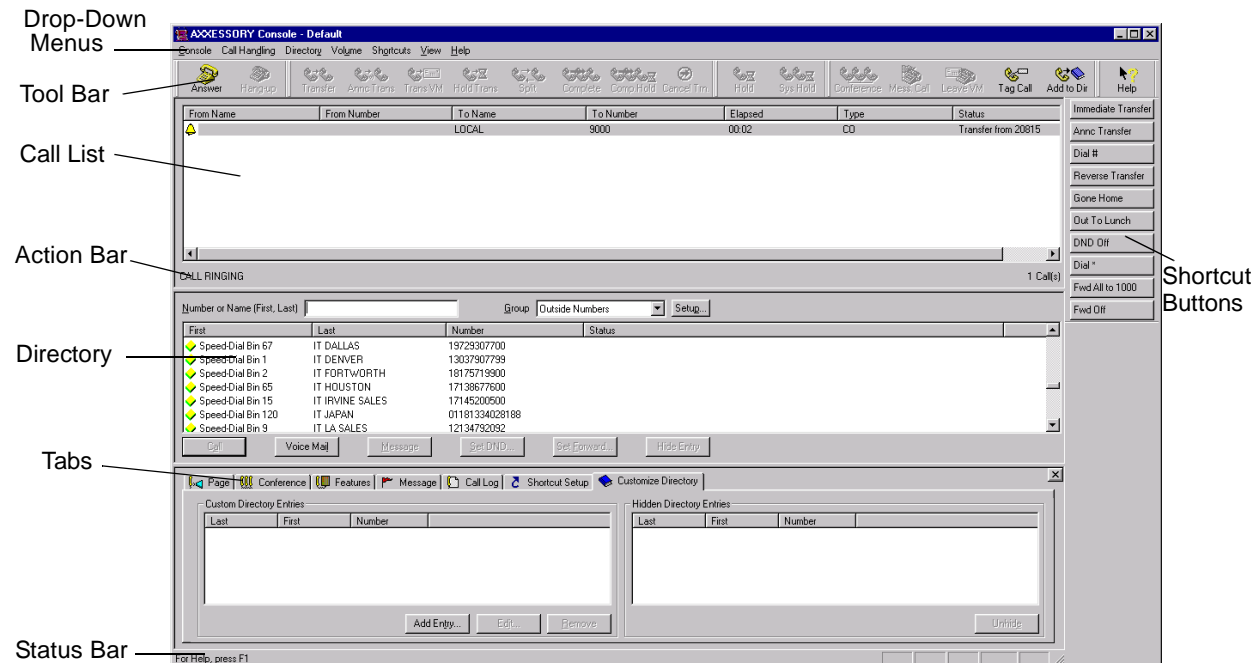 Drop-Down
Menus
Tool Bar
Call List
Action Bar
Directory
Tabs
Status Bar
Shortcut
Buttons
AXXESSORY Console - Default
Console Call Handling Directory Volume Shortcuts View Help
Answer Hang-up Transfer Annc Trans Trans VM Hold Trans Split Complete Comp Hold Cancel Trn Hold Sys Hold Conference Mess. Call Leave VM Tag Call Add to Dir Help
From Name From Number To Name To Number Elapsed Type Status
LOCAL 9000 00:02 CO Transfer from 20815
CALL RINGING 1 Call(s)
Immediate Transfer
Annc Transfer
Dial #
Reverse Transfer
Gone Home
Out To Lunch
DND Off
Dial *
Fwd All to 1000
Fwd Off
Number or Name (First, Last) Group Outside Numbers Setup...
First Last Number Status
Speed-Dial Bin 67 IT DALLAS 19729307700
Speed-Dial Bin 1 IT DENVER 13037907799
Speed-Dial Bin 2 IT FORTWORTH 18175719900
Speed-Dial Bin 65 IT HOUSTON 17138677600
Speed-Dial Bin 15 IT IRVINE SALES 17145200500
Speed-Dial Bin 120 IT JAPAN 01181334028188
Speed-Dial Bin 9 IT LA SALES 12134792092
Call Voice Mail Message Set DND... Set Forward... Hide Entry
Page Conference Features Message Call Log Shortcut Setup Customize Directory
Custom Directory Entries
Last First Number
Add Entry... Edit... Remove
Hidden Directory Entries
Last First Number
Unhide
For Help, press F1